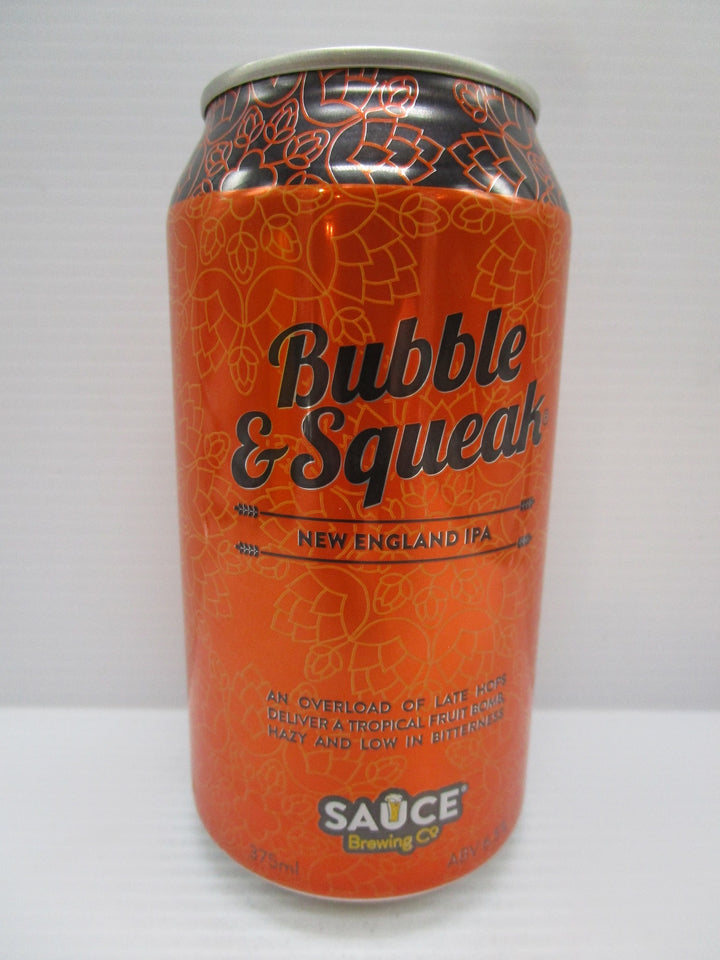 Bubble
& Squeak®
NEW ENGLAND IPA
AN OVERLOAD OF LATE HOPS
DELIVER A TROPICAL FRUIT BOMB.
HAZY AND LOW IN BITTERNESS
SAUCE®
Brewing Co
375ml
ABV